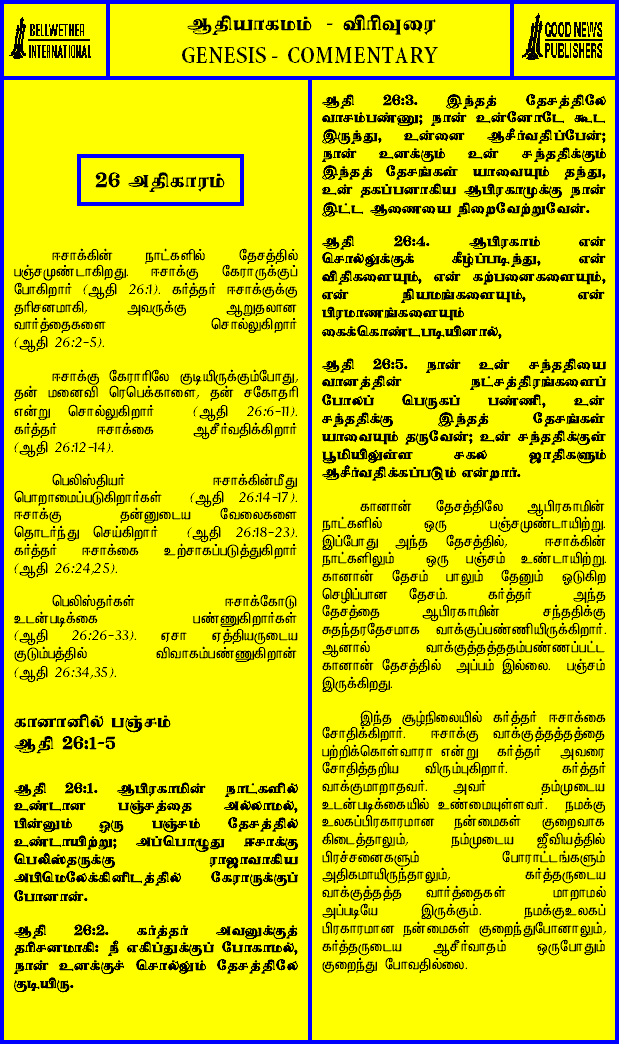 BELLWETHER
INTERNATIONAL
ஆதியாகமம் - விரிவுரை
GENESIS - COMMENTARY
GOOD NEWS
PUBLISHERS
26 அதிகாரம்
ஈசாக்கின் நாட்களில் தேசத்தில்
பஞ்சமுண்டாகிறது. ஈசாக்கு கேராருக்குப்
போகிறார் (ஆதி 26:1). கர்த்தர் ஈசாக்குக்கு
தரிசனமாகி, அவருக்கு ஆறுதலான
வார்த்தைகளை சொல்லுகிறார்
(ஆதி 26:2-5).
ஈசாக்கு கேராரிலே குடியிருக்கும்போது,
தன் மனைவி ரெபெக்காளை, தன் சகோதரி
என்று சொல்லுகிறார் (ஆதி 26:6-11).
கர்த்தர் ஈசாக்கை ஆசீர்வதிக்கிறார்
(ஆதி 26:12-14).
பெலிஸ்தியர் ஈசாக்கின்மீது
பொறாமைப்படுகிறார்கள் (ஆதி 26:14-17).
ஈசாக்கு தன்னுடைய வேலைகளை
தொடர்ந்து செய்கிறார் (ஆதி 26:18-23).
கர்த்தர் ஈசாக்கை உற்சாகப்படுத்துகிறார்
(ஆதி 26:24,25).
பெலிஸ்தர்கள் ஈசாக்கோடு
உடன்படிக்கை பண்ணுகிறார்கள்
(ஆதி 26:26-33). ஏசா ஏத்தியருடைய
குடும்பத்தில் விவாகம்பண்ணுகிறான்
(ஆதி 26:34,35).
கானானில் பஞ்சம்
ஆதி 26:1-5
ஆதி 26:1. ஆபிரகாமின் நாட்களில்
உண்டான பஞ்சத்தை அல்லாமல்,
பின்னும் ஒரு பஞ்சம் தேசத்தில்
உண்டாயிற்று; அப்பொழுது ஈசாக்கு
பெலிஸ்தருக்கு ராஜாவாகிய
அபிமெலேக்கினிடத்தில் கேராருக்குப்
போனான்.
ஆதி 26:2. கர்த்தர் அவனுக்குத்
தரிசனமாகி: நீ எகிப்துக்குப் போகாமல்,
நான் உனக்குச் சொல்லும் தேசத்திலே
குடியிரு.
ஆதி 26:3. இந்தத் தேசத்திலே
வாசம்பண்ணு; நான் உன்னோடே கூட
இருந்து, உன்னை ஆசீர்வதிப்பேன்;
நான் உனக்கும் உன் சந்ததிக்கும்
இந்தத் தேசங்கள் யாவையும் தந்து,
உன் தகப்பனாகிய ஆபிரகாமுக்கு நான்
இட்ட ஆணையை நிறைவேற்றுவேன்.
ஆதி 26:4. ஆபிரகாம் என்
சொல்லுக்குக் கீழ்ப்படிந்து, என்
விதிகளையும், என் கற்பனைகளையும்,
என் நியமங்களையும், என்
பிரமாணங்களையும்
கைக்கொண்டபடியினால்,
ஆதி 26:5. நான் உன் சந்ததியை
வானத்தின் நட்சத்திரங்களைப்
போலப் பெருகப் பண்ணி, உன்
சந்ததிக்கு இந்தத் தேசங்கள்
யாவையும் தருவேன்; உன் சந்ததிக்குள்
பூமியிலுள்ள சகல ஜாதிகளும்
ஆசீர்வதிக்கப்படும் என்றார்.
கானான் தேசத்திலே ஆபிரகாமின்
நாட்களில் ஒரு பஞ்சமுண்டாயிற்று.
இப்போது அந்த தேசத்தில், ஈசாக்கின்
நாட்களிலும் ஒரு பஞ்சம் உண்டாயிற்று.
கானான் தேசம் பாலும் தேனும் ஓடுகிற
செழிப்பான தேசம். கர்த்தர் அந்த
தேசத்தை ஆபிரகாமின் சந்ததிக்கு
சுதந்தரதேசமாக வாக்குப்பண்ணியிருக்கிறார்.
ஆனால் வாக்குத்தத்ததம்பண்ணப்பட்ட
கானான் தேசத்தில் அப்பம் இல்லை. பஞ்சம்
இருக்கிறது.
இந்த சூழ்நிலையில் கர்த்தர் ஈசாக்கை
சோதிக்கிறார். ஈசாக்கு வாக்குத்தத்தத்தை
பற்றிக்கொள்வாரா என்று கர்த்தர் அவரை
சோதித்தறிய விரும்புகிறார். கர்த்தர்
வாக்குமாறாதவர். அவர் தம்முடைய
உடன்படிக்கையில் உண்மையுள்ளவர். நமக்கு
உலகப்பிரகாரமான நன்மைகள் குறைவாக
கிடைத்தாலும், நம்முடைய ஜீவியத்தில்
பிரச்சனைகளும் போராட்டங்களும்
அதிகமாயிருந்தாலும், கர்த்தருடைய
வாக்குத்தத்த வார்த்தைகள் மாறாமல்
அப்படியே இருக்கும். நமக்குஉலகப்
பிரகாரமான நன்மைகள் குறைந்துபோனாலும்,
கர்த்தருடைய ஆசீர்வாதம் ஒருபோதும்
குறைந்து போவதில்லை.